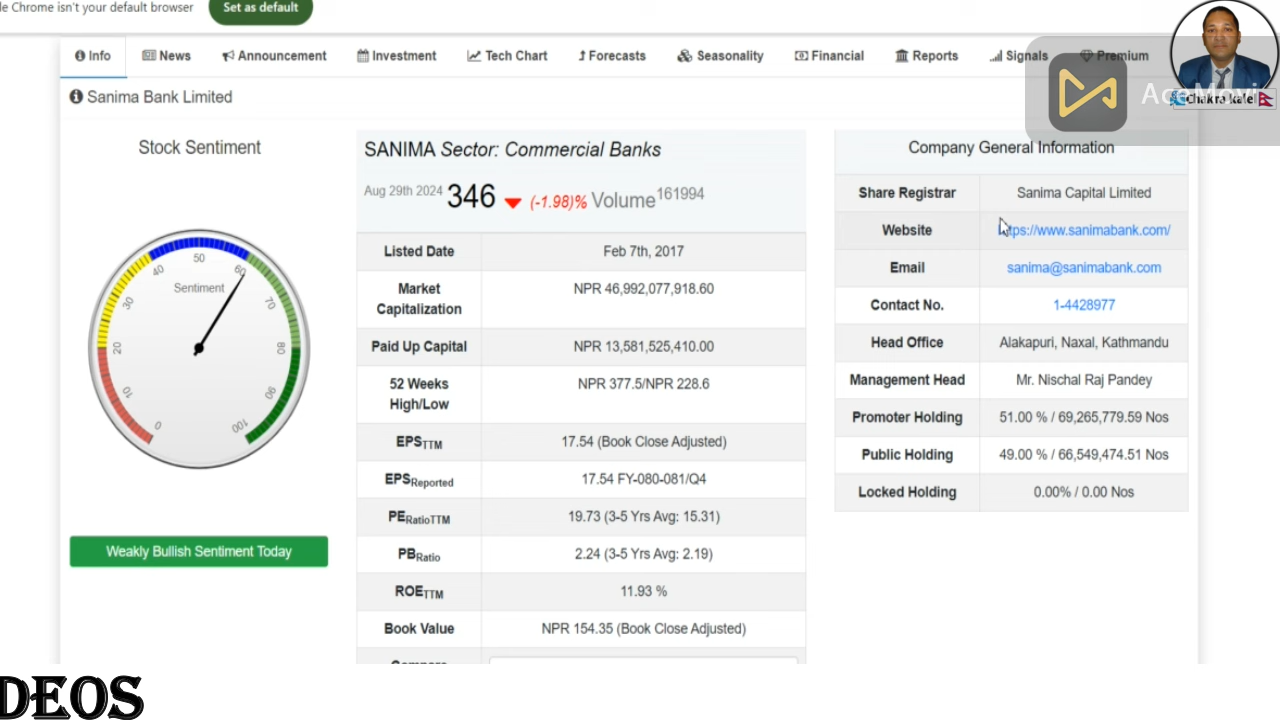 le Chrome isn't your default browser
Set as default
Info
News
Announcement
Investment
Tech Chart
Forecasts
Seasonality
Financial
Reports
Signals
Premium
Sanima Bank Limited
Stock Sentiment
0
10
20
30
40
50
60
70
80
90
100
Sentiment
Weakly Bullish Sentiment Today
SANIMA Sector: Commercial Banks
Aug 29th 2024 346 (-1.98)% Volume 161994
Listed Date Feb 7th, 2017
Market Capitalization NPR 46,992,077,918.60
Paid Up Capital NPR 13,581,525,410.00
52 Weeks High/Low NPR 377.5/NPR 228.6
EPSTTM 17.54 (Book Close Adjusted)
EPSReported 17.54 FY-080-081/Q4
PERatioTTM 19.73 (3-5 Yrs Avg: 15.31)
PBRatio 2.24 (3-5 Yrs Avg: 2.19)
ROETTM 11.93 %
Book Value NPR 154.35 (Book Close Adjusted)
Company General Information
Share Registrar Sanima Capital Limited
Website https://www.sanimabank.com/
Email sanima@sanimabank.com
Contact No. 1-4428977
Head Office Alakapuri, Naxal, Kathmandu
Management Head Mr. Nischal Raj Pandey
Promoter Holding 51.00 % / 69,265,779.59 Nos
Public Holding 49.00 % / 66,549,474.51 Nos
Locked Holding 0.00% / 0.00 Nos
AceMovi
Chakra kafel
DEOS